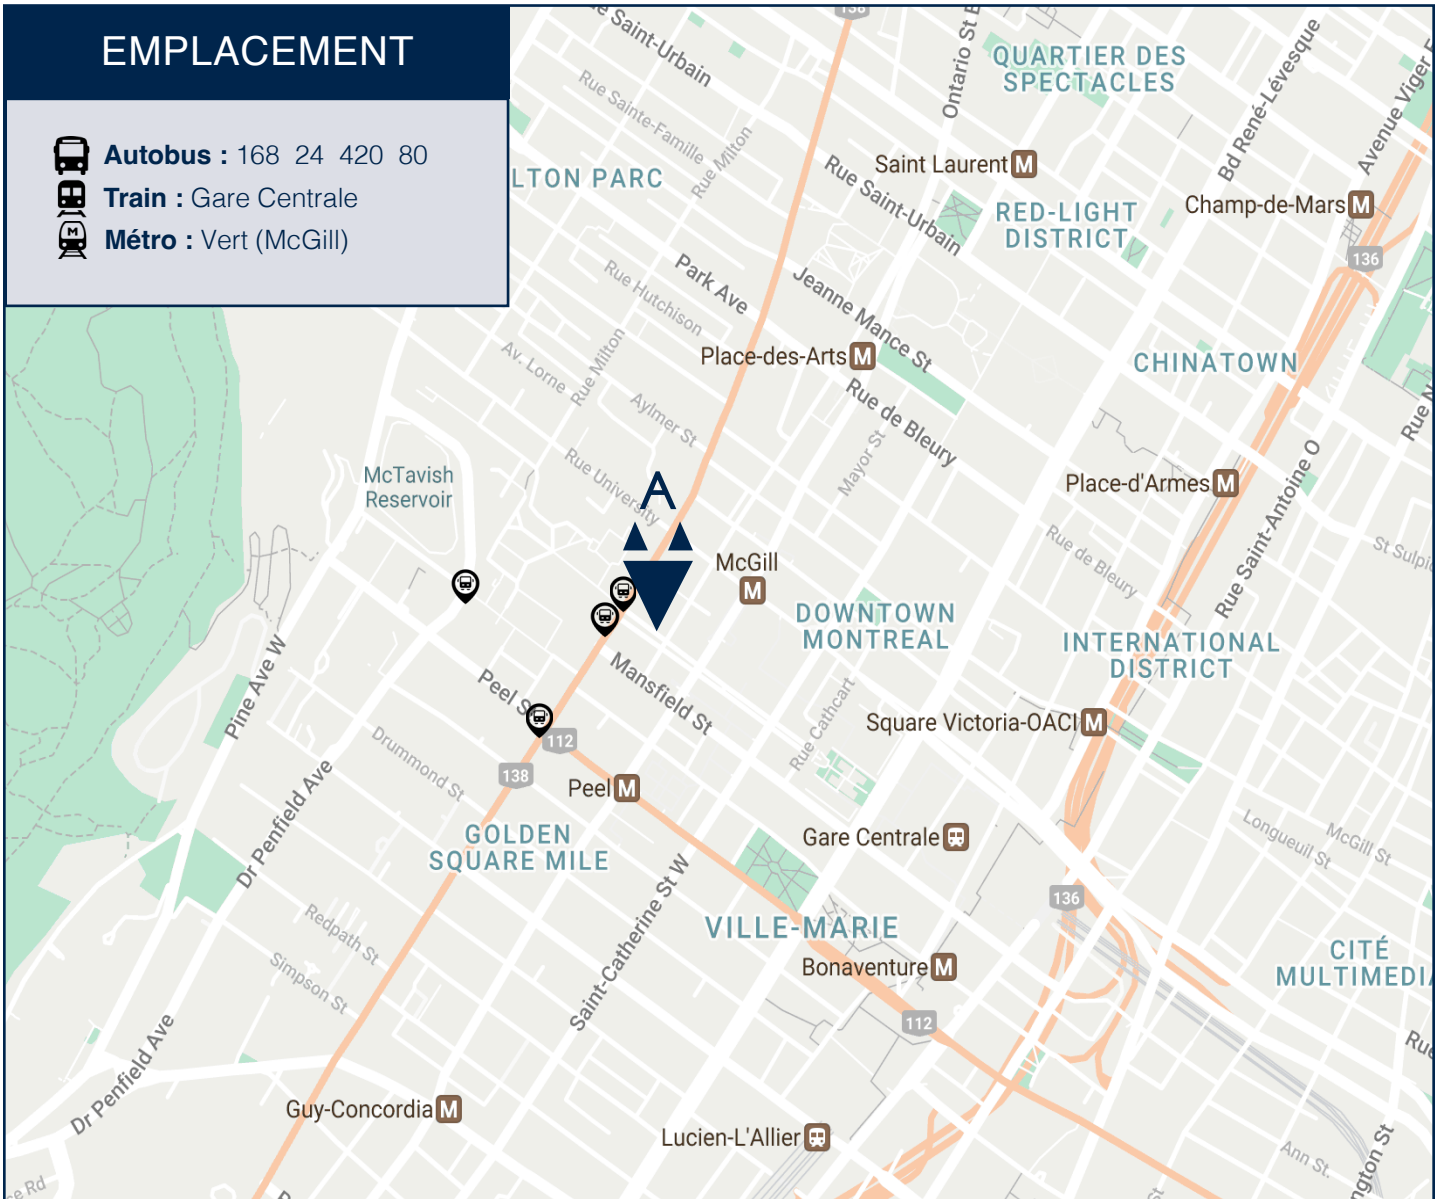 EMPLACEMENT
Autobus : 168 24 420 80
Train : Gare Centrale
M
Métro : Vert (McGill)
138
Saint-Urbain
Ontario St E
QUARTIER DES
SPECTACLES
Bd René-Lévesque
Avenue Viger E
Rue Sainte-Famille
Rue Milton
LTON PARC
Rue Saint-Urbain
Saint Laurent M
RED-LIGHT
DISTRICT
Champ-de-Mars M
136
Park Ave
Rue Hutchison
Jeanne Mance St
Place-des-Arts M
CHINATOWN
Av. Lorne
Rue Milton
Aylmer St
Rue de Bleury
Mayor St
Rue University
McTavish
Reservoir
A
Place-d'Armes M
Rue Saint-Antoine O
Rue de Bleury
St Sulpi
McGill
M
DOWNTOWN
MONTREAL
INTERNATIONAL
DISTRICT
Pine Ave W
Peel S
Mansfield St
Rue Cathcart
Square Victoria-OACI M
112
138
Drummond St
Dr Penfield Ave
Peel M
GOLDEN
SQUARE MILE
Gare Centrale
Longueuil St
McGill St
136
Saint-Catherine St W
VILLE-MARIE
Redpath St
Simpson St
Bonaventure M
CITÉ
MULTIMEDIA
112
Rue
Dr Penfield Ave
Guy-Concordia M
Lucien-L'Allier
Ann St.
ngton St
ce Rd